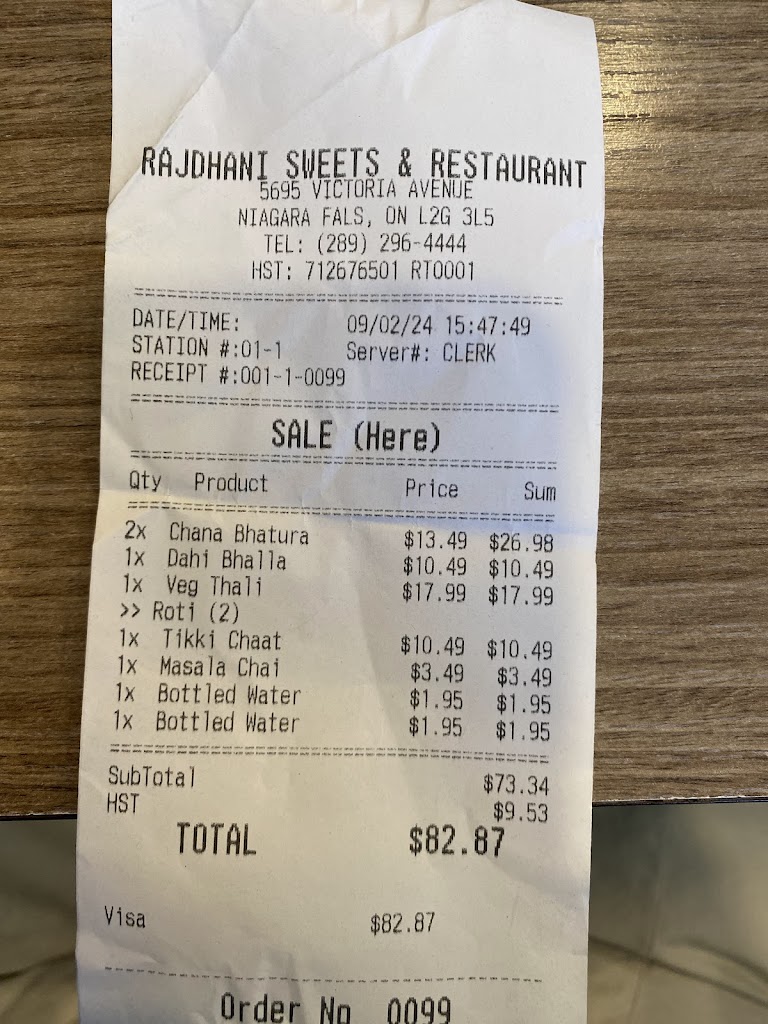 RAJDHANI SWEETS & RESTAURANT
5695 VICTORIA AVENUE
NIAGARA FALS, ON L2G 3L5
TEL: (289) 296-4444
HST: 712676501 RT0001
DATE/TIME: 09/02/24 15:47:49
STATION #:01-1 Server#: CLERK
RECEIPT #:001-1-0099
SALE (Here)
Qty Product Price Sum
2x Chana Bhatura $13.49 $26.98
1x Dahi Bhalla $10.49 $10.49
1x Veg Thali $17.99 $17.99
>> Roti (2)
1x Tikki Chaat $10.49 $10.49
1x Masala Chai $3.49 $3.49
1x Bottled Water $1.95 $1.95
1x Bottled Water $1.95 $1.95
SubTotal $73.34
HST $9.53
TOTAL $82.87
Visa $82.87
Order No 0099